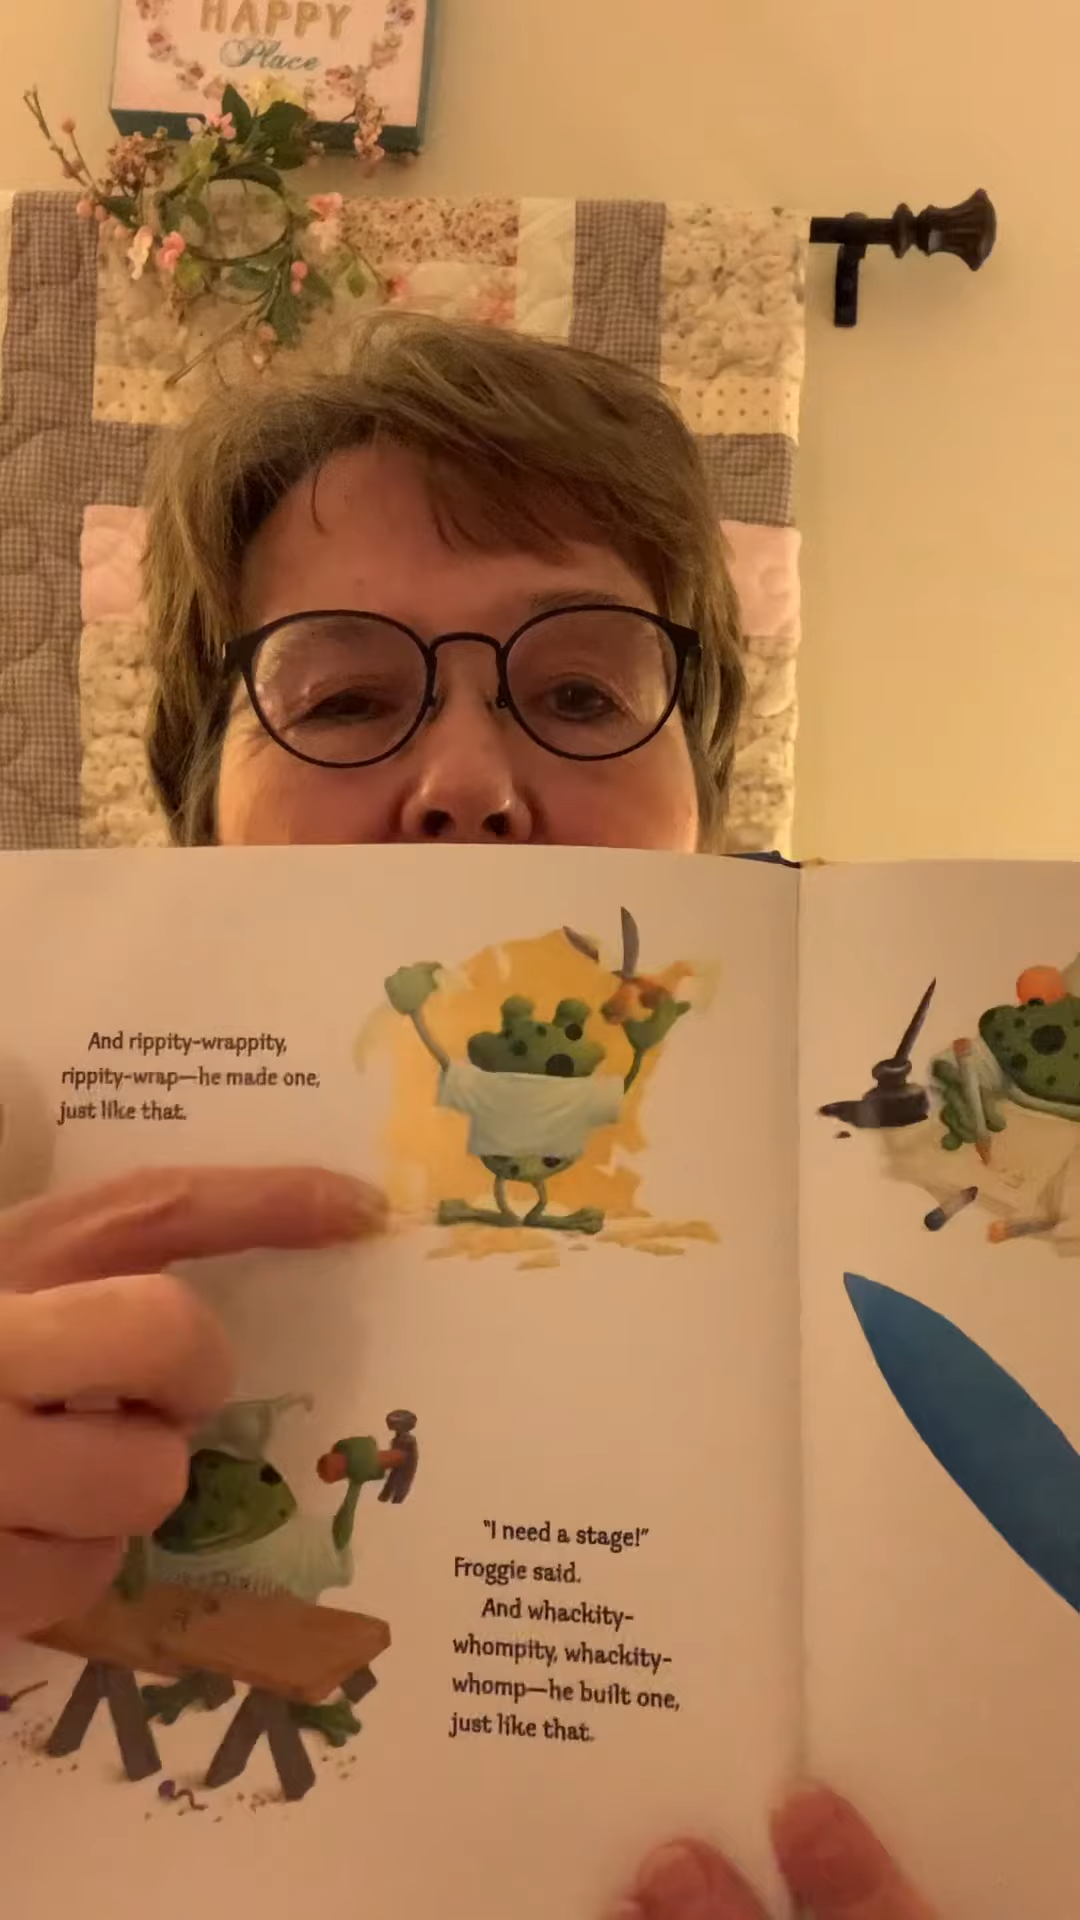 HAPPY
Place
And rippity-wrappity,
rippity-wrap—he made one,
just like that.
"I need a stage!"
Froggie said.
And whackity-
whompity, whackity-
whomp—he built one,
just like that.